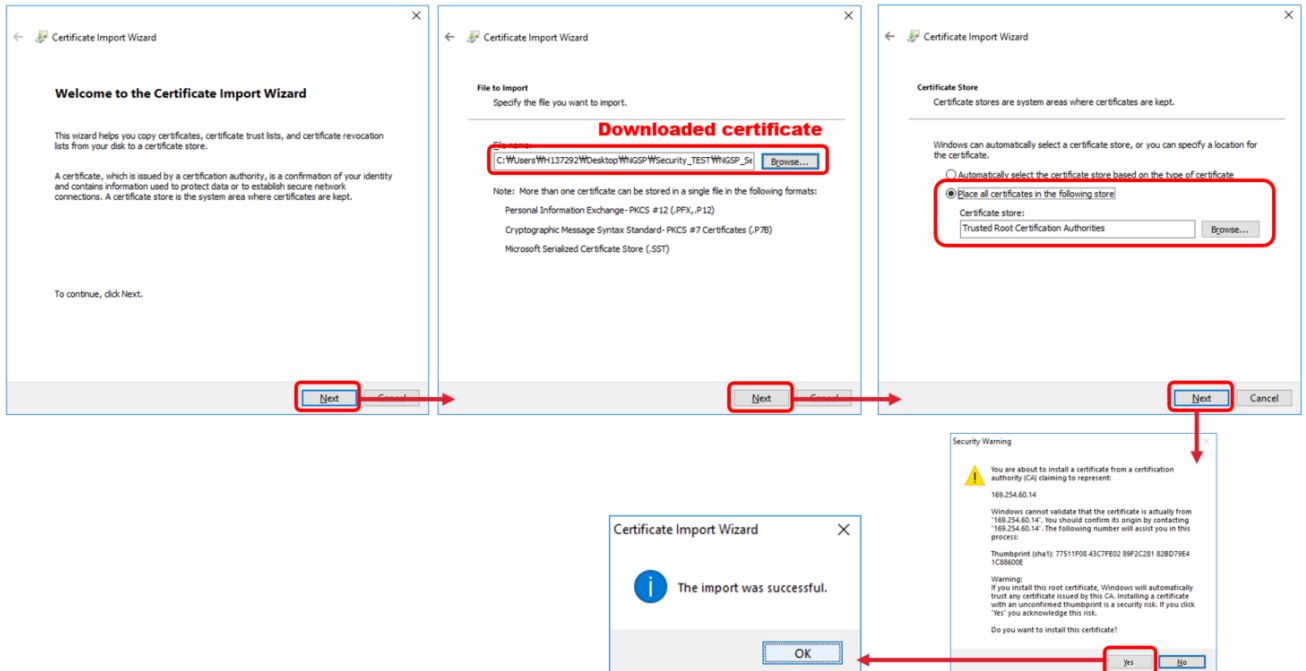 Certificate Import Wizard
Welcome to the Certificate Import Wizard
This wizard helps you copy certificates, certificate trust lists, and certificate revocation
lists from your disk to a certificate store.
A certificate, which is issued by a certification authority, is a confirmation of your identity
and contains information used to protect data or to establish secure network
connections. A certificate store is the system area where certificates are kept.
To continue, click Next.
Next
Cancel
Certificate Import Wizard
File to Import
Specify the file you want to import.
Downloaded certificate
File name:
C:₩Users₩H137292₩Desktop₩NGSP₩Security_TEST₩NGSP_Se
Browse...
Note: More than one certificate can be stored in a single file in the following formats:
Personal Information Exchange- PKCS #12 (.PFX,.P12)
Cryptographic Message Syntax Standard- PKCS #7 Certificates (.P7B)
Microsoft Serialized Certificate Store (.SST)
Next
Cancel
Certificate Import Wizard
Certificate Store
Certificate stores are system areas where certificates are kept.
Windows can automatically select a certificate store, or you can specify a location for
the certificate.
Automatically select the certificate store based on the type of certificate
Place all certificates in the following store
Certificate store:
Trusted Root Certification Authorities
Browse...
Next
Cancel
Security Warning
You are about to install a certificate from a certification
authority (CA) claiming to represent:
169.254.60.14
Windows cannot validate that the certificate is actually from
"169.254.60.14". You should confirm its origin by contacting
"169.254.60.14". The following number will assist you in this
process:
Thumbprint (sha1): 77511F08 43C7FE02 89F2C281 82BD79E4
1C88600E
Warning:
If you install this root certificate, Windows will automatically
trust any certificate issued by this CA. Installing a certificate
with an unconfirmed thumbprint is a security risk. If you click
"Yes" you acknowledge this risk.
Do you want to install this certificate?
Yes
No
Certificate Import Wizard
The import was successful.
OK